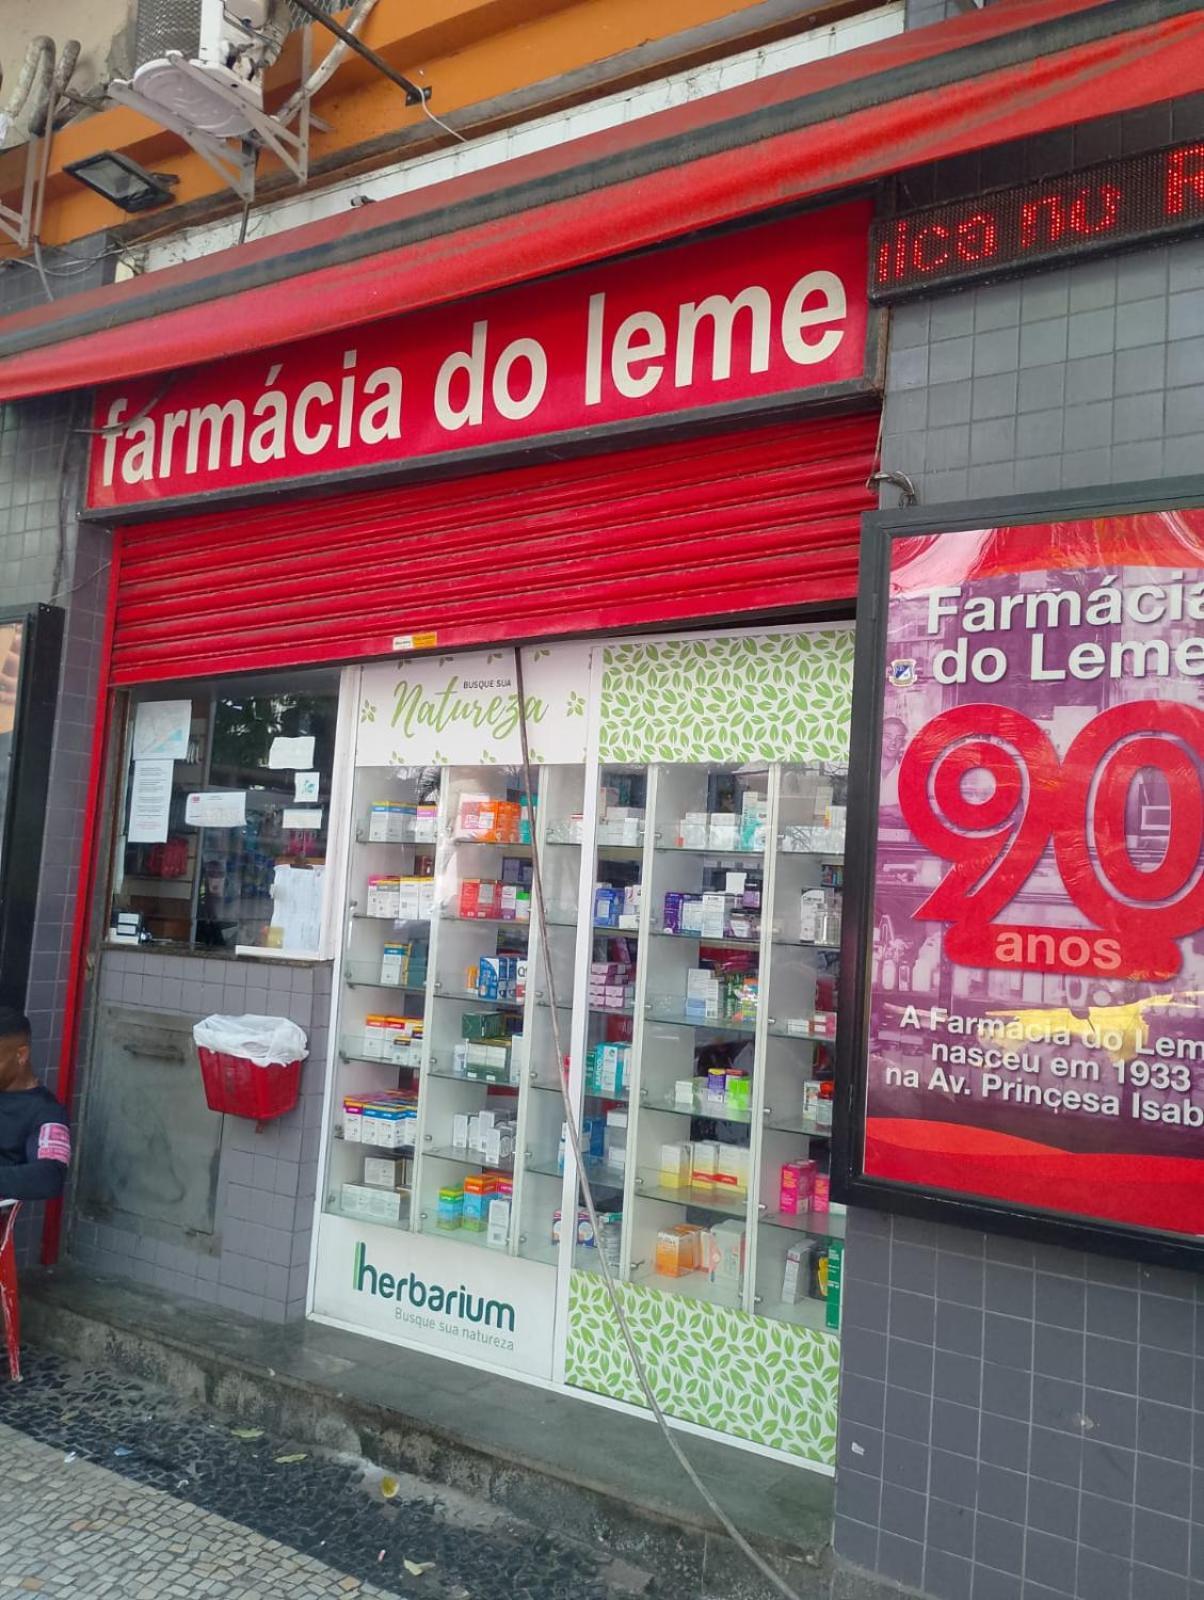 nica no R
farmácia do leme
BUSQUE SUA
Natureza
herbarium
Busque sua natureza
Farmácia
do Leme
90
anos
A Farmácia do Lem
nasceu em 1933
na Av. Princesa Isab